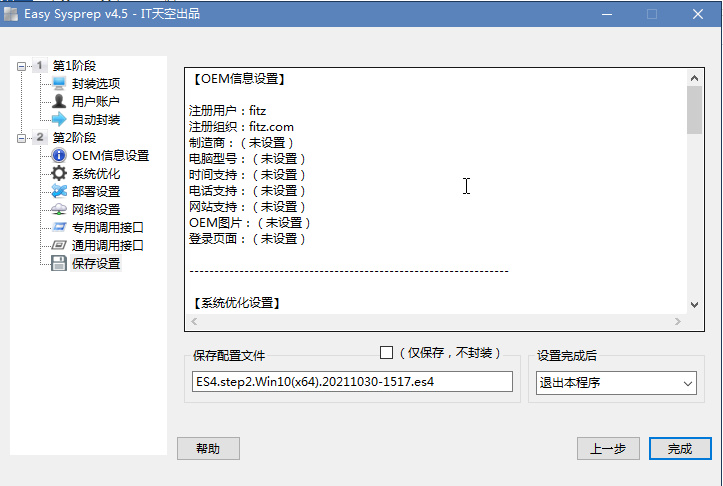 Easy Sysprep v4.5 - IT天空出品
1 第1阶段
封装选项
用户账户
自动封装
2 第2阶段
OEM信息设置
系统优化
部署设置
网络设置
专用调用接口
通用调用接口
保存设置
【OEM信息设置】
注册用户：fitz
注册组织：fitz.com
制造商：（未设置）
电脑型号：（未设置）
时间支持：（未设置）
电话支持：（未设置）
网站支持：（未设置）
OEM图片：（未设置）
登录页面：（未设置）
----------------------------------------------------------------
【系统优化设置】
保存配置文件
（仅保存，不封装）
设置完成后
ES4.step2.Win10(x64).20211030-1517.es4
退出本程序
帮助
上一步
完成